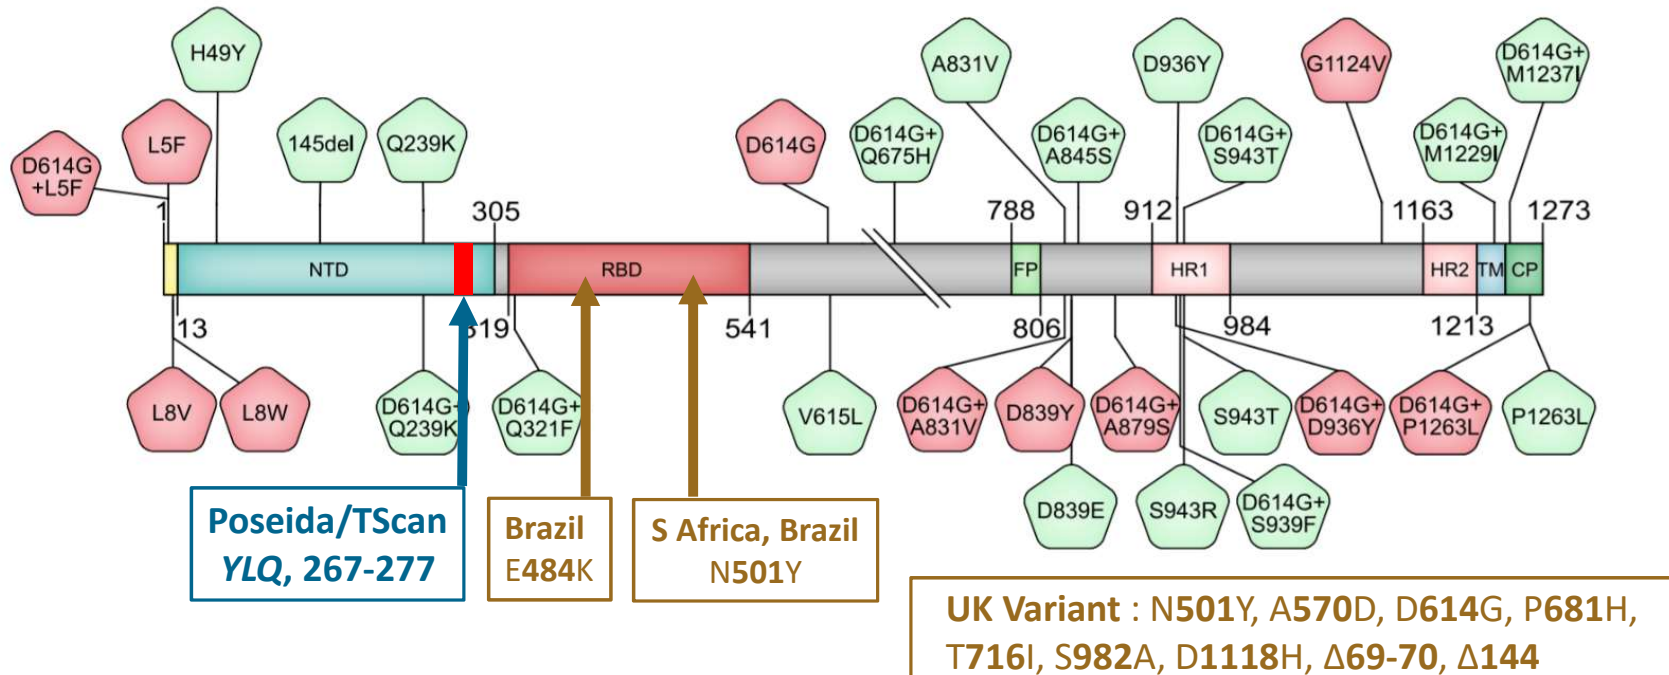 H49Y
A831V
D936Y
G1124V
D614G+
M1237I
L5F
145del
Q239K
D614G
D614G+
Q675H
D614G+
A845S
D614G+
S943T
D614G+
M1229I
D614G
+L5F
1
305
788
912
1163
1273
NTD
RBD
FP
HR1
HR2
TM
CP
13
319
541
806
984
1213
L8V
L8W
D614G+
Q239K
D614G+
Q321F
V615L
D614G+
A831V
D839Y
D614G+
A879S
S943T
D614G+
D936Y
D614G+
P1263L
P1263L
D839E
S943R
D614G+
S939F
Poseida/TScan
YLQ, 267-277
Brazil
E484K
S Africa, Brazil
N501Y
UK Variant : N501Y, A570D, D614G, P681H,
T716I, S982A, D1118H, Δ69-70, Δ144